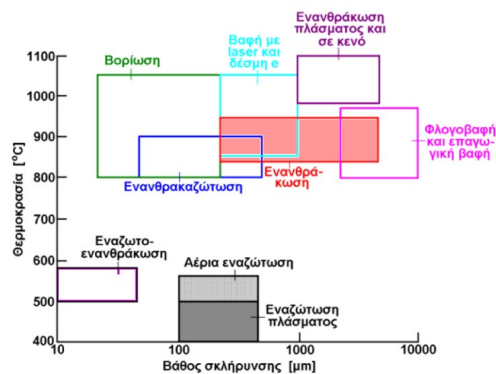 Ενανθράκωση
πλάσματος και
σε κενό
Βορίωση
Βαφή με
laser και
δέσμη e
1100
1000
900
800
700
600
500
400
Θερμοκρασία [°C]
Φλογοβαφή
και επαγω-
γική βαφή
Ενανθρακαζώτωση
Ενανθρά-
κωση
Εναζωτο-
ενανθράκωση
Αέρια εναζώτωση
Εναζώτωση
πλάσματος
10
100
1000
10000
Βάθος σκλήρυνσης [μm]